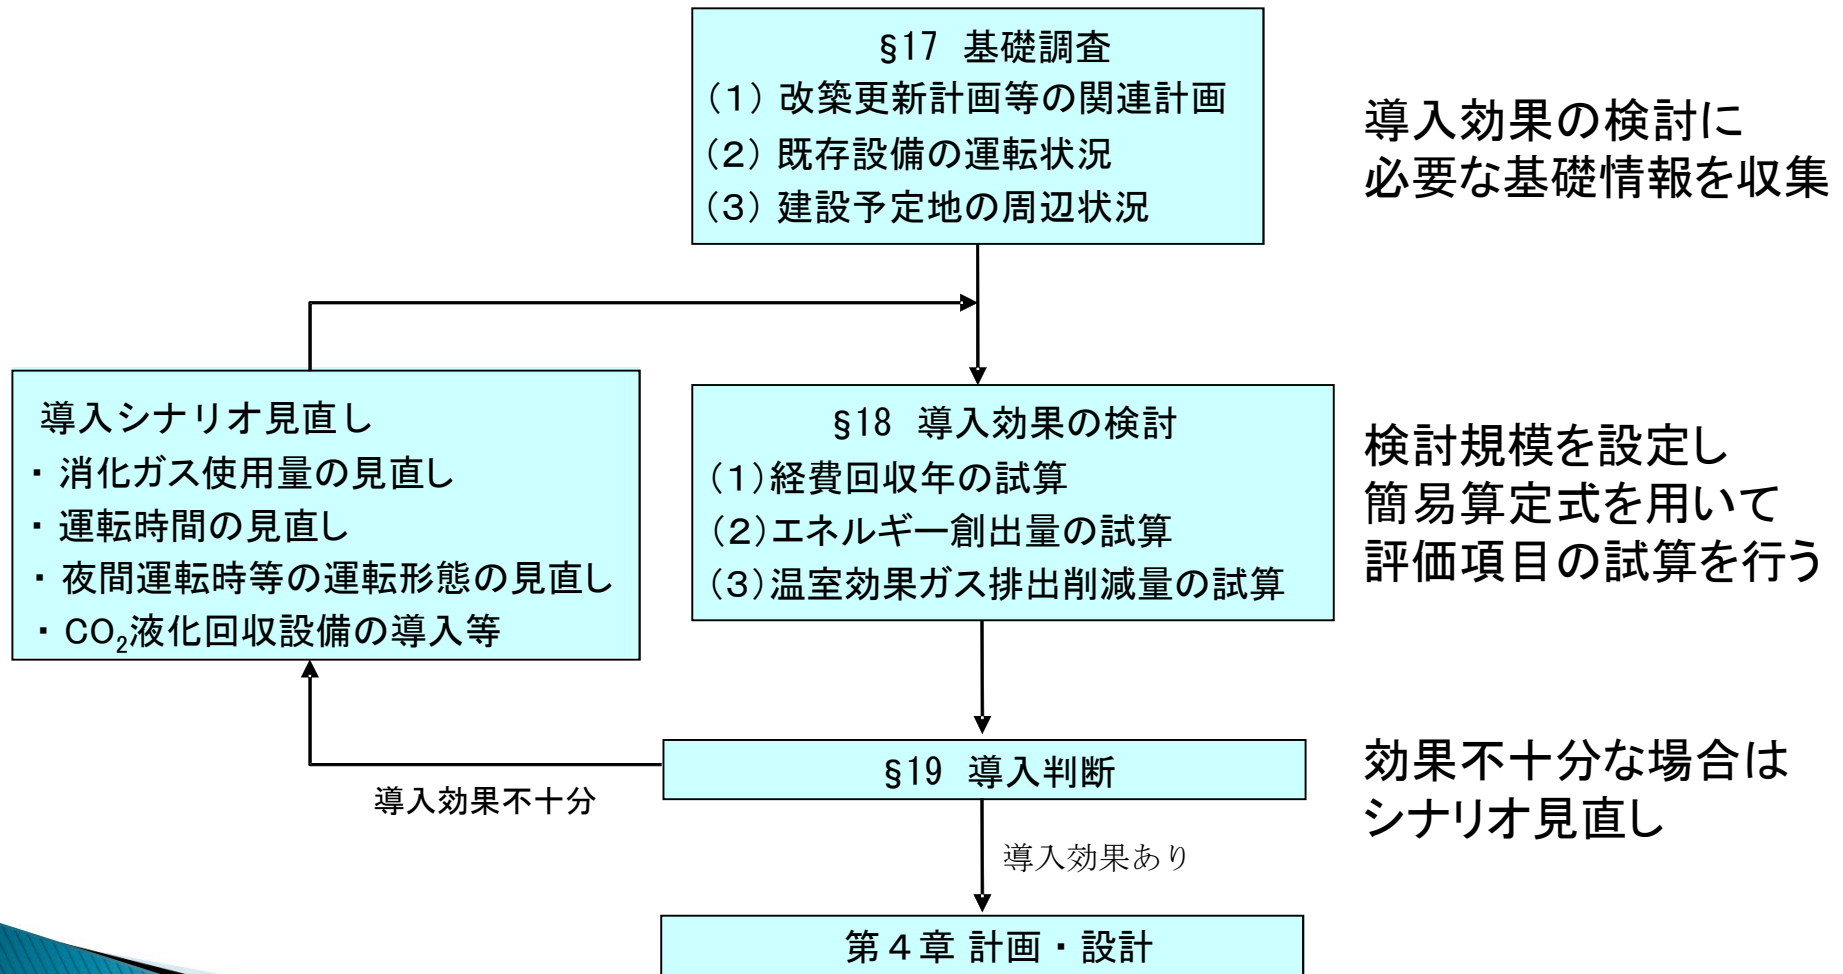 §17 基礎調査
(1) 改築更新計画等の関連計画
(2) 既存設備の運転状況
(3) 建設予定地の周辺状況
導入効果の検討に
必要な基礎情報を収集
導入シナリオ見直し
・ 消化ガス使用量の見直し
・ 運転時間の見直し
・ 夜間運転時等の運転形態の見直し
・ CO₂液化回収設備の導入等
§18 導入効果の検討
(1)経費回収年の試算
(2)エネルギー創出量の試算
(3)温室効果ガス排出削減量の試算
検討規模を設定し
簡易算定式を用いて
評価項目の試算を行う
§19 導入判断
導入効果不十分
効果不十分な場合は
シナリオ見直し
導入効果あり
第4章 計画・設計